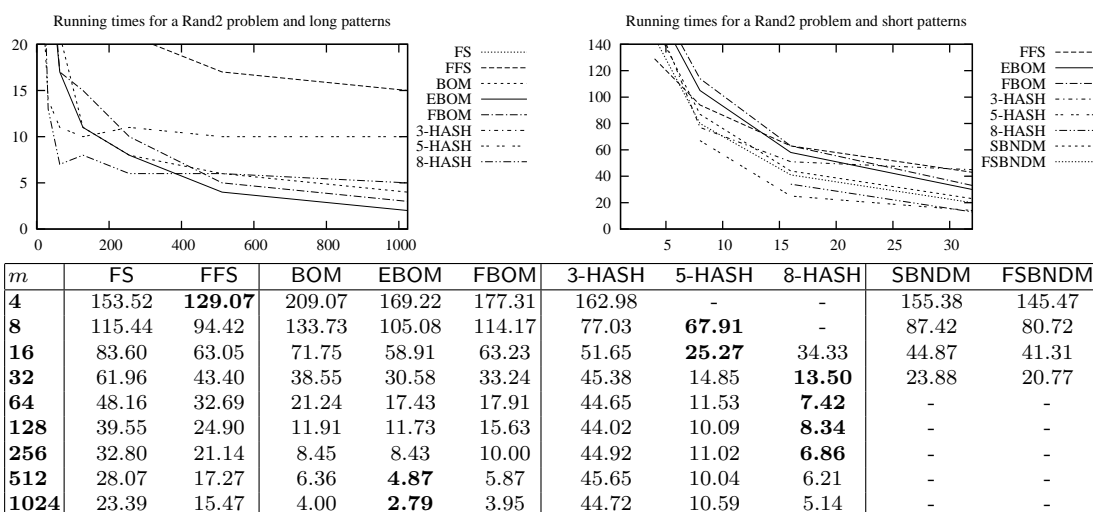 Running times for a Rand2 problem and long patterns
20
15
10
5
0
0 200 400 600 800 1000
FS
FFS
BOM
EBOM
FBOM
3-HASH
5-HASH
8-HASH
Running times for a Rand2 problem and short patterns
140
120
100
80
60
40
20
0
5 10 15 20 25 30
FFS
EBOM
FBOM
3-HASH
5-HASH
8-HASH
SBNDM
FSBNDM
m FS FFS BOM EBOM FBOM 3-HASH 5-HASH 8-HASH SBNDM FSBNDM
4 153.52 129.07 209.07 169.22 177.31 162.98 - - 155.38 145.47
8 115.44 94.42 133.73 105.08 114.17 77.03 67.91 - 87.42 80.72
16 83.60 63.05 71.75 58.91 63.23 51.65 25.27 34.33 44.87 41.31
32 61.96 43.40 38.55 30.58 33.24 45.38 14.85 13.50 23.88 20.77
64 48.16 32.69 21.24 17.43 17.91 44.65 11.53 7.42 - -
128 39.55 24.90 11.91 11.73 15.63 44.02 10.09 8.34 - -
256 32.80 21.14 8.45 8.43 10.00 44.92 11.02 6.86 - -
512 28.07 17.27 6.36 4.87 5.87 45.65 10.04 6.21 - -
1024 23.39 15.47 4.00 2.79 3.95 44.72 10.59 5.14 - -